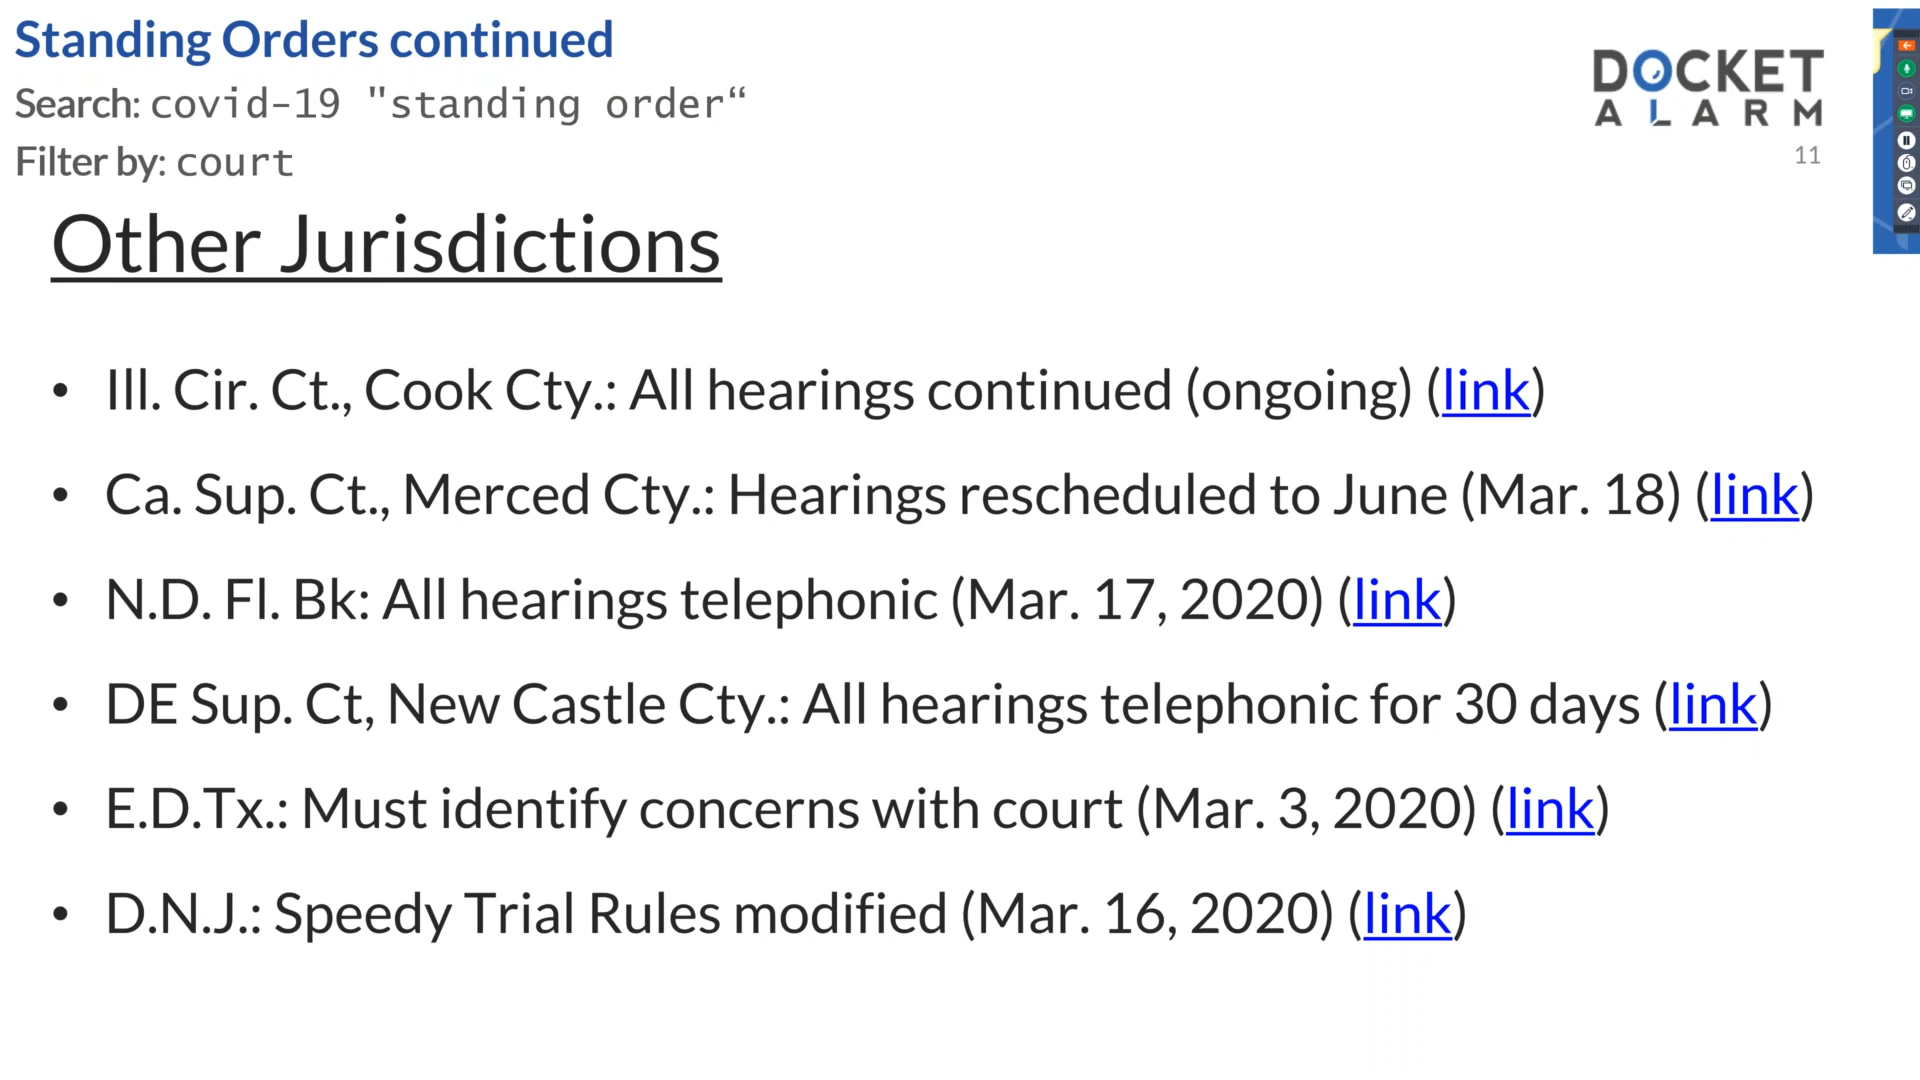 Standing Orders continued
Search: covid-19 "standing order“
Filter by: court
DOCKET
ALARM
11
Other Jurisdictions
• Ill. Cir. Ct., Cook Cty.: All hearings continued (ongoing) (link)
• Ca. Sup. Ct., Merced Cty.: Hearings rescheduled to June (Mar. 18) (link)
• N.D. Fl. Bk: All hearings telephonic (Mar. 17, 2020) (link)
• DE Sup. Ct, New Castle Cty.: All hearings telephonic for 30 days (link)
• E.D.Tx.: Must identify concerns with court (Mar. 3, 2020) (link)
• D.N.J.: Speedy Trial Rules modified (Mar. 16, 2020) (link)